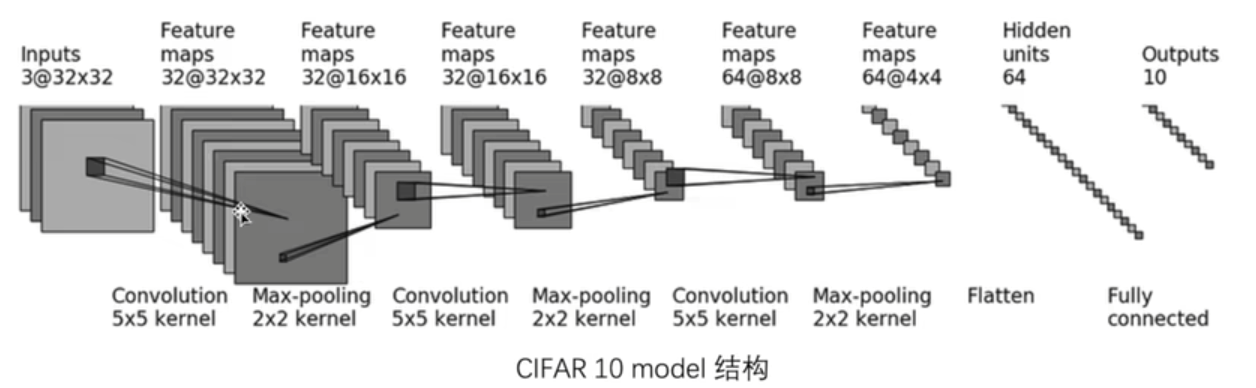 Inputs
3@32x32
Feature
maps
32@32x32
Feature
maps
32@16x16
Feature
maps
32@16x16
Feature
maps
32@8x8
Feature
maps
64@8x8
Feature
maps
64@4x4
Hidden
units
64
Outputs
10
Convolution
5x5 kernel
Max-pooling
2x2 kernel
Convolution
5x5 kernel
Max-pooling
2x2 kernel
Convolution
5x5 kernel
Max-pooling
2x2 kernel
Flatten
Fully
connected
CIFAR 10 model 结构